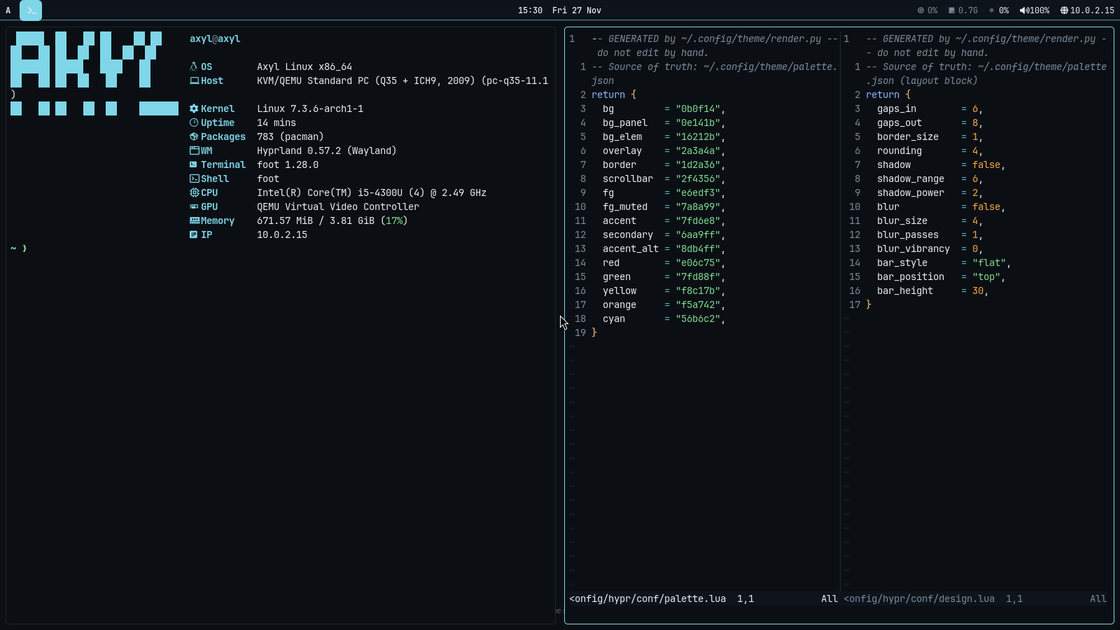 A >_ 15:30 Fri 27 Nov 0% 0.7G 0% 100% 10.0.2.15
axyl@axyl
OS Axyl Linux x86_64
Host KVM/QEMU Standard PC (Q35 + ICH9, 2009) (pc-q35-11.1
)
Kernel Linux 7.3.6-arch1-1
Uptime 14 mins
Packages 783 (pacman)
WM Hyprland 0.57.2 (Wayland)
Terminal foot 1.28.0
Shell foot
CPU Intel(R) Core(TM) i5-4300U (4) @ 2.49 GHz
GPU QEMU Virtual Video Controller
Memory 671.57 MiB / 3.81 GiB (17%)
IP 10.0.2.15
~ ❯
1 -- GENERATED by ~/.config/theme/render.py --
do not edit by hand.
1 -- Source of truth: ~/.config/theme/palette.
json
2 return {
3 bg = "0b0f14",
4 bg_panel = "0e141b",
5 bg_elem = "16212b",
6 overlay = "2a3a4a",
7 border = "1d2a36",
8 scrollbar = "2f4356",
9 fg = "e6edf3",
10 fg_muted = "7a8a99",
11 accent = "7fd6e8",
12 secondary = "6aa9ff",
13 accent_alt = "8db4ff",
14 red = "e06c75",
15 green = "7fd88f",
16 yellow = "f8c17b",
17 orange = "f5a742",
18 cyan = "56b6c2",
19 }
<onfig/hypr/conf/palette.lua 1,1 All
1 -- GENERATED by ~/.config/theme/render.py -
- do not edit by hand.
1 -- Source of truth: ~/.config/theme/palette
.json (layout block)
2 return {
3 gaps_in = 6,
4 gaps_out = 8,
5 border_size = 1,
6 rounding = 4,
7 shadow = false,
8 shadow_range = 6,
9 shadow_power = 2,
10 blur = false,
11 blur_size = 4,
12 blur_passes = 1,
13 blur_vibrancy = 0,
14 bar_style = "flat",
15 bar_position = "top",
16 bar_height = 30,
17 }
<onfig/hypr/conf/design.lua 1,1 All